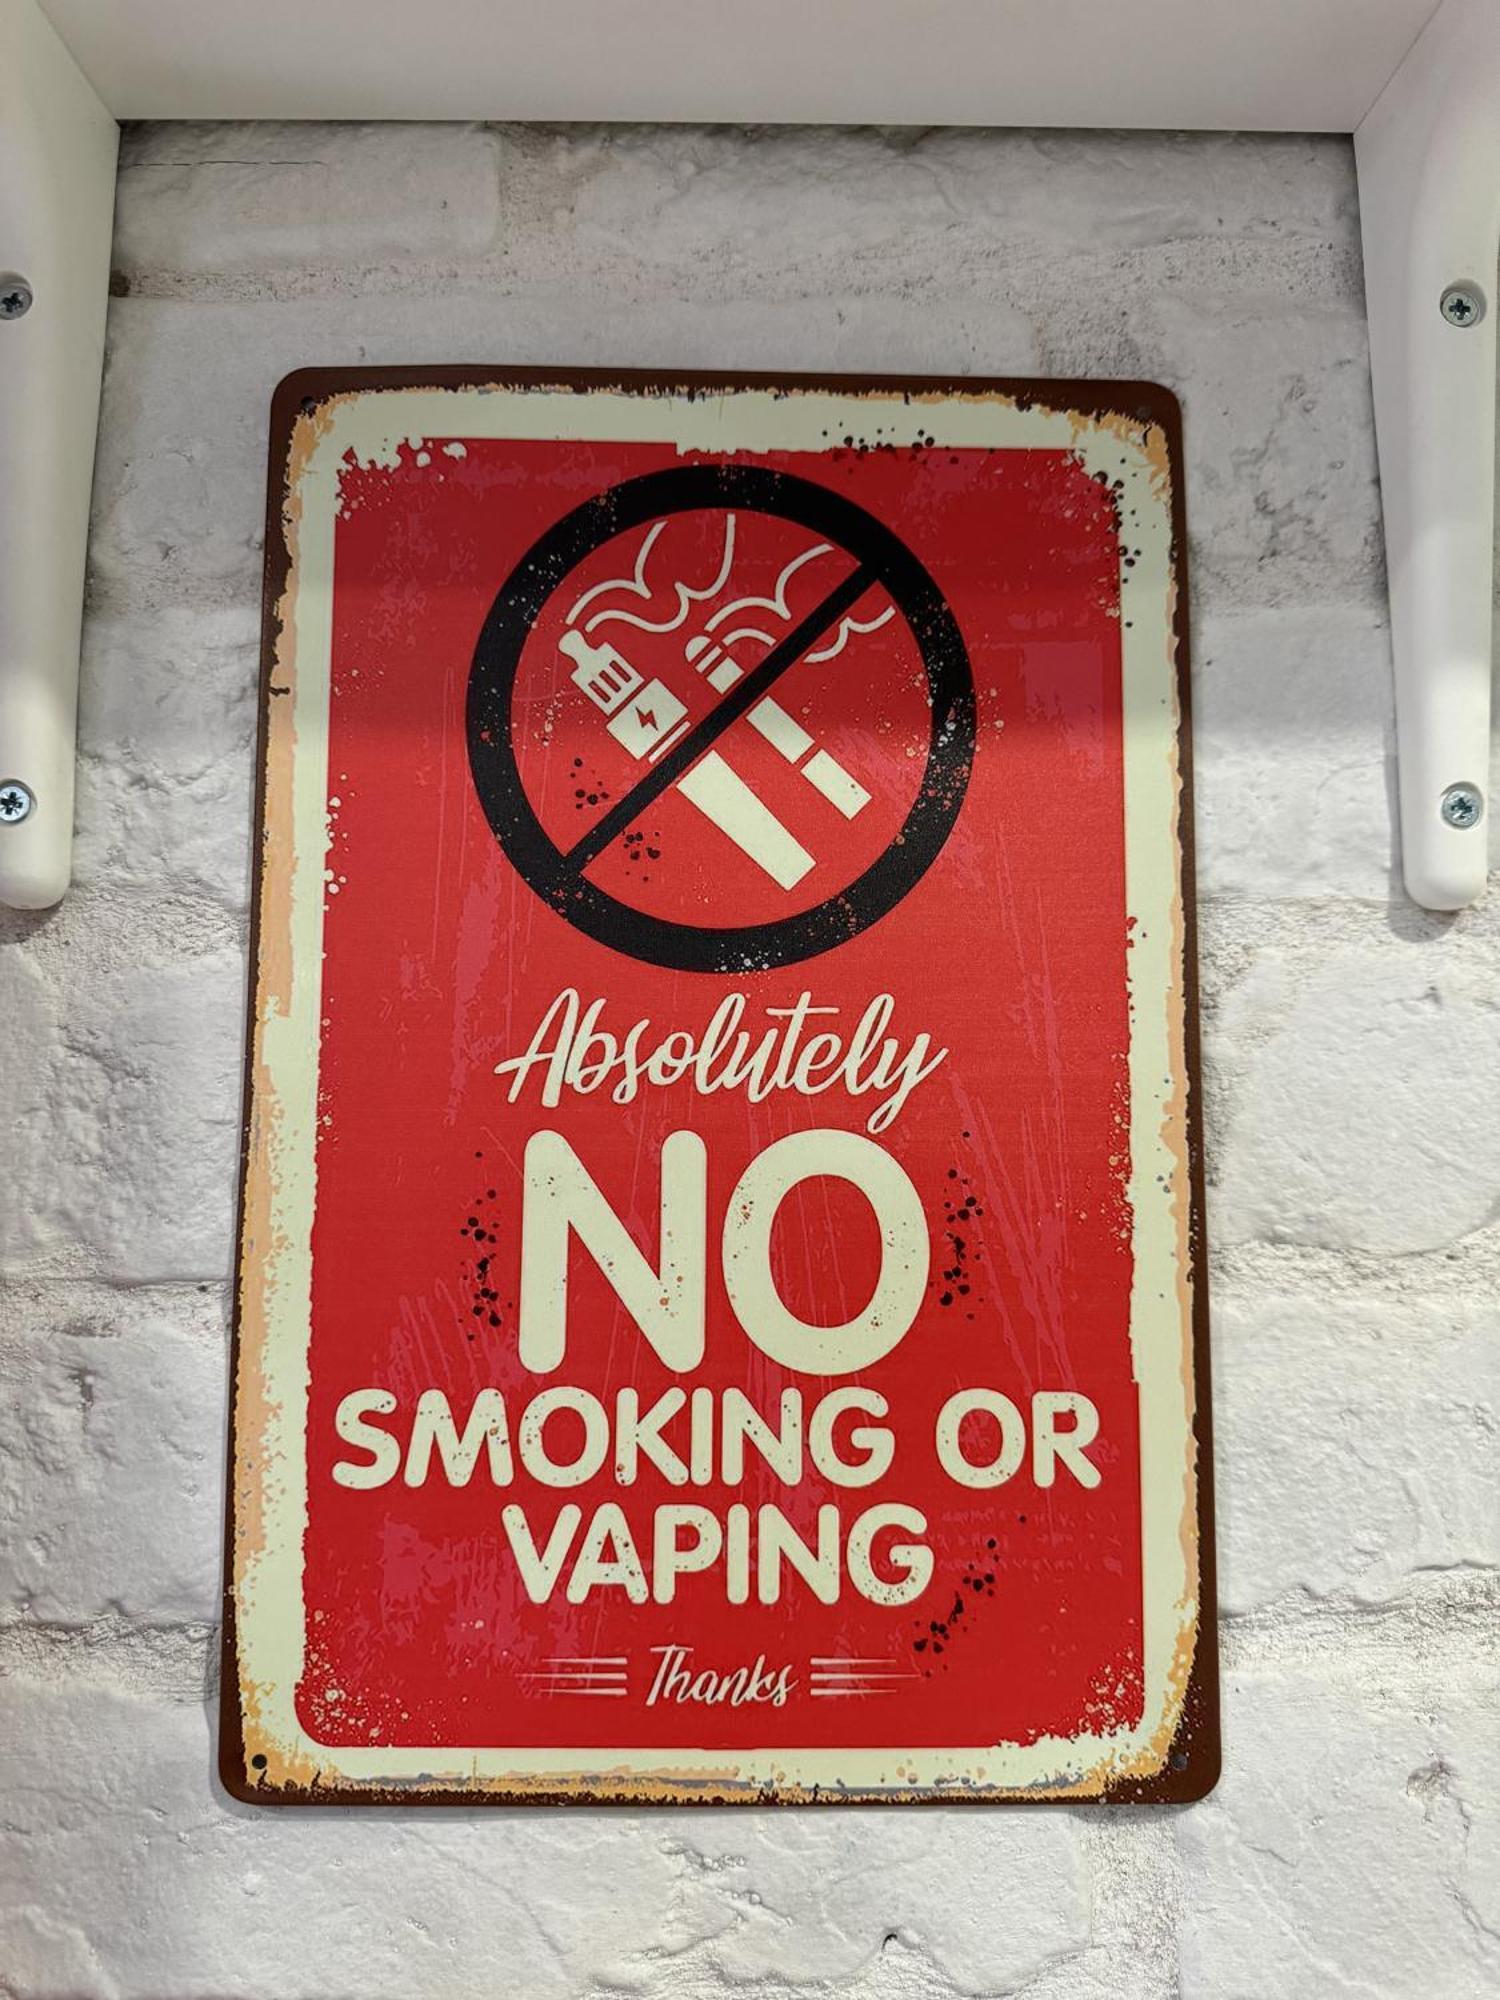 Absolutely
NO
SMOKING OR
VAPING
Thanks